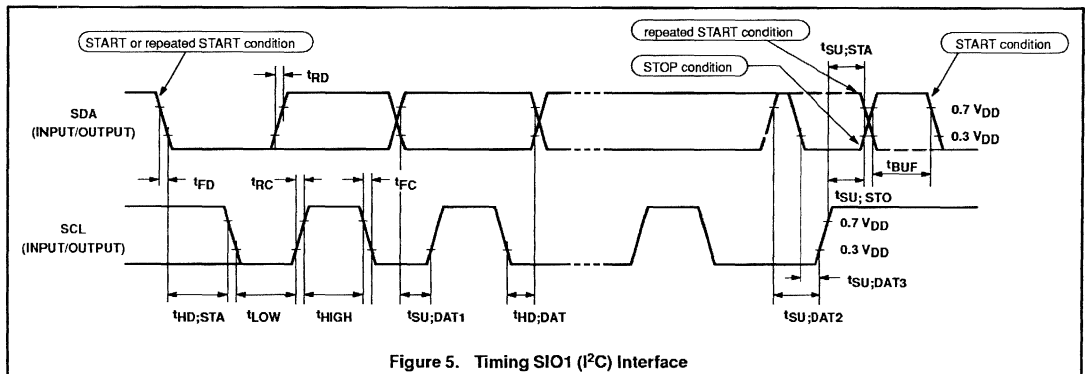 START or repeated START condition
repeated START condition
tSU;STA
START condition
STOP condition
tRD
SDA
(INPUT/OUTPUT)
0.7 VDD
0.3 VDD
tFD
tRC
tFC
tBUF
tSU; STO
SCL
(INPUT/OUTPUT)
0.7 VDD
0.3 VDD
tSU;DAT3
tHD;STA
tLOW
tHIGH
tSU;DAT1
tHD;DAT
tSU;DAT2
Figure 5. Timing SIO1 (I²C) Interface